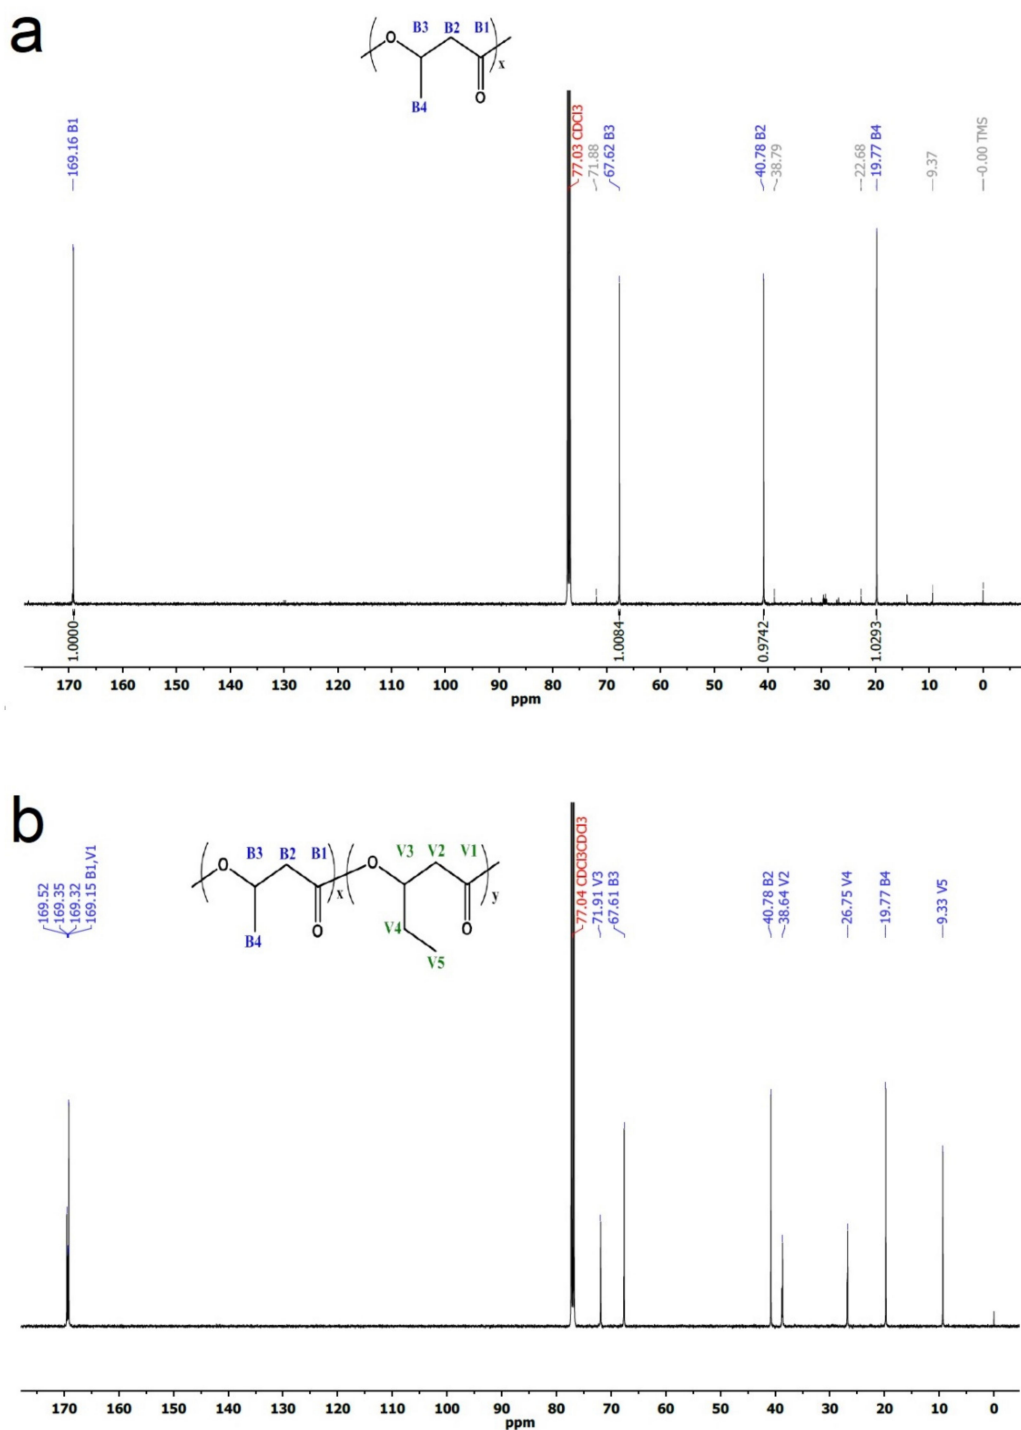 a
B3 B2 B1
O
x
B4
O
169.16 B1
77.03 CDCl3
71.88
67.62 B3
40.78 B2
38.79
22.68
19.77 B4
9.37
-0.00 TMS
1.0000
1.0084
0.9742
1.0293
170 160 150 140 130 120 110 100 90 80 70 60 50 40 30 20 10 0
ppm
b
169.52
169.35
169.32
169.15 B1,V1
B3 B2 B1 V3 V2 V1
O O
x y
B4 O V4 O
V5
77.04 CDCl3CDCl3
71.91 V3
67.61 B3
40.78 B2
38.64 V2
26.75 V4
19.77 B4
9.33 V5
170 160 150 140 130 120 110 100 90 80 70 60 50 40 30 20 10 0
ppm